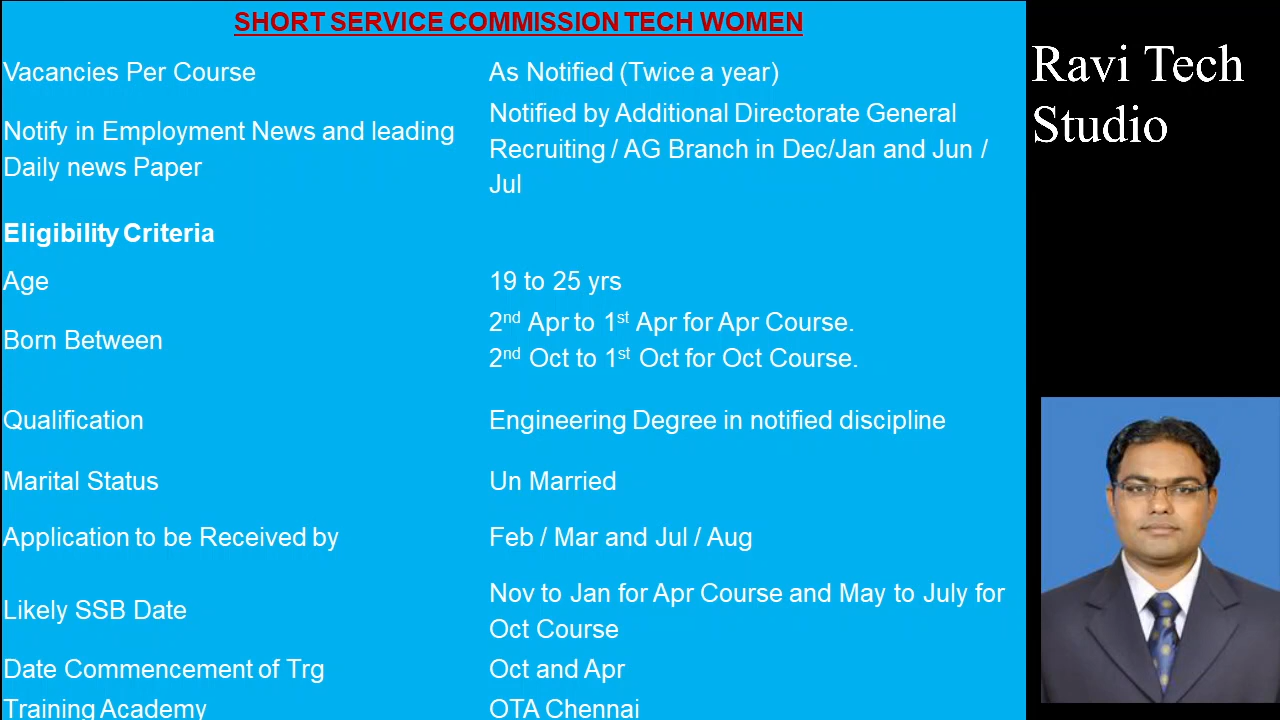 SHORT SERVICE COMMISSION TECH WOMEN
Vacancies Per Course
As Notified (Twice a year)
Notify in Employment News and leading
Daily news Paper
Notified by Additional Directorate General
Recruiting / AG Branch in Dec/Jan and Jun /
Jul
Eligibility Criteria
Age
19 to 25 yrs
Born Between
2nd Apr to 1st Apr for Apr Course.
2nd Oct to 1st Oct for Oct Course.
Qualification
Engineering Degree in notified discipline
Marital Status
Un Married
Application to be Received by
Feb / Mar and Jul / Aug
Likely SSB Date
Nov to Jan for Apr Course and May to July for
Oct Course
Date Commencement of Trg
Oct and Apr
Training Academy
OTA Chennai
Ravi Tech
Studio